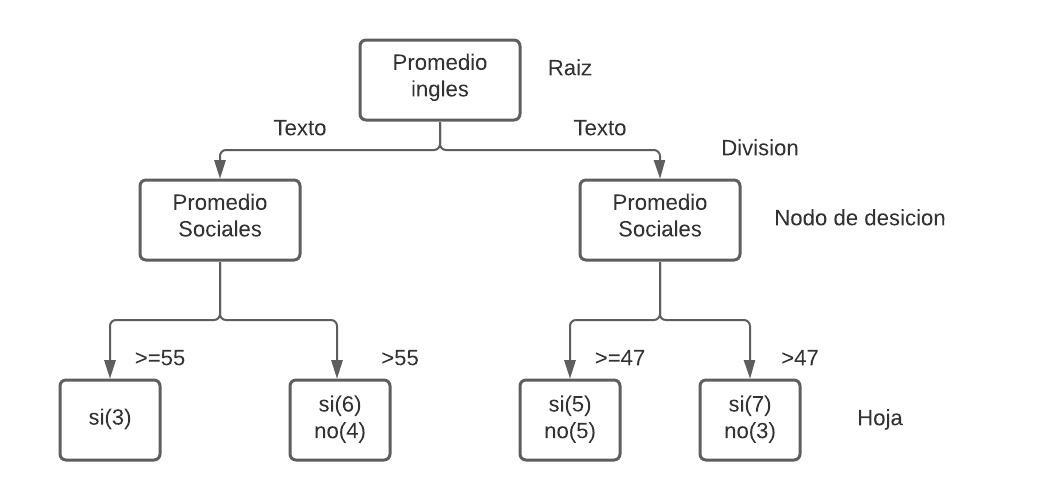 Promedio
ingles
Raiz
Texto
Texto
Division
Promedio
Sociales
Promedio
Sociales
Nodo de desicion
>=55
>55
>=47
>47
si(3)
si(6)
no(4)
si(5)
no(5)
si(7)
no(3)
Hoja